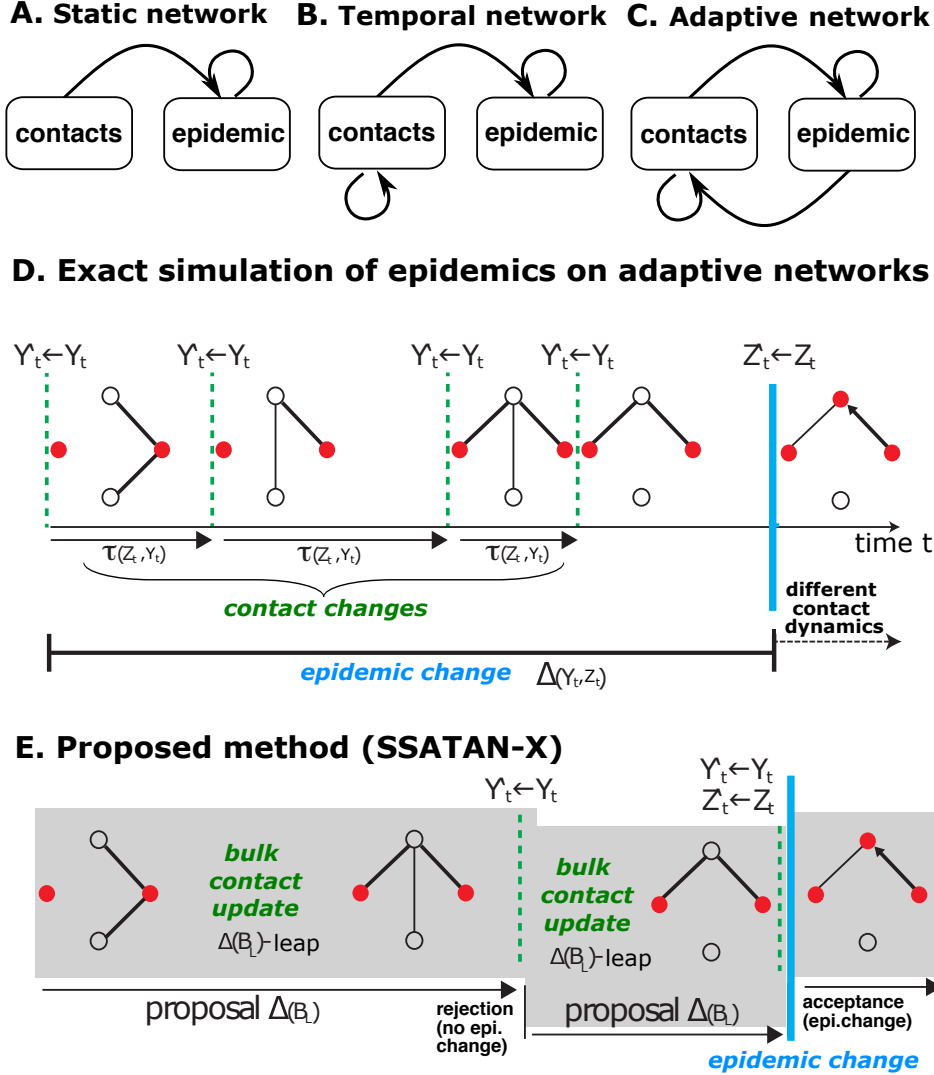 A. Static network
B. Temporal network
C. Adaptive network
contacts
epidemic
contacts
epidemic
contacts
epidemic
D. Exact simulation of epidemics on adaptive networks
Y't←Yt
Y't←Yt
Y't←Yt
Y't←Yt
Z't←Zt
τ(Zt,Yt)
τ(Zt,Yt)
τ(Zt,Yt)
time t
contact changes
different
contact
dynamics
epidemic change Δ(Yt,Zt)
E. Proposed method (SSATAN-X)
Y't←Yt
Y't←Yt
Z't←Zt
bulk
contact
update
Δ(BL)-leap
bulk
contact
update
Δ(BL)-leap
proposal Δ(BL)
rejection
(no epi.
change)
proposal Δ(BL)
acceptance
(epi.change)
epidemic change